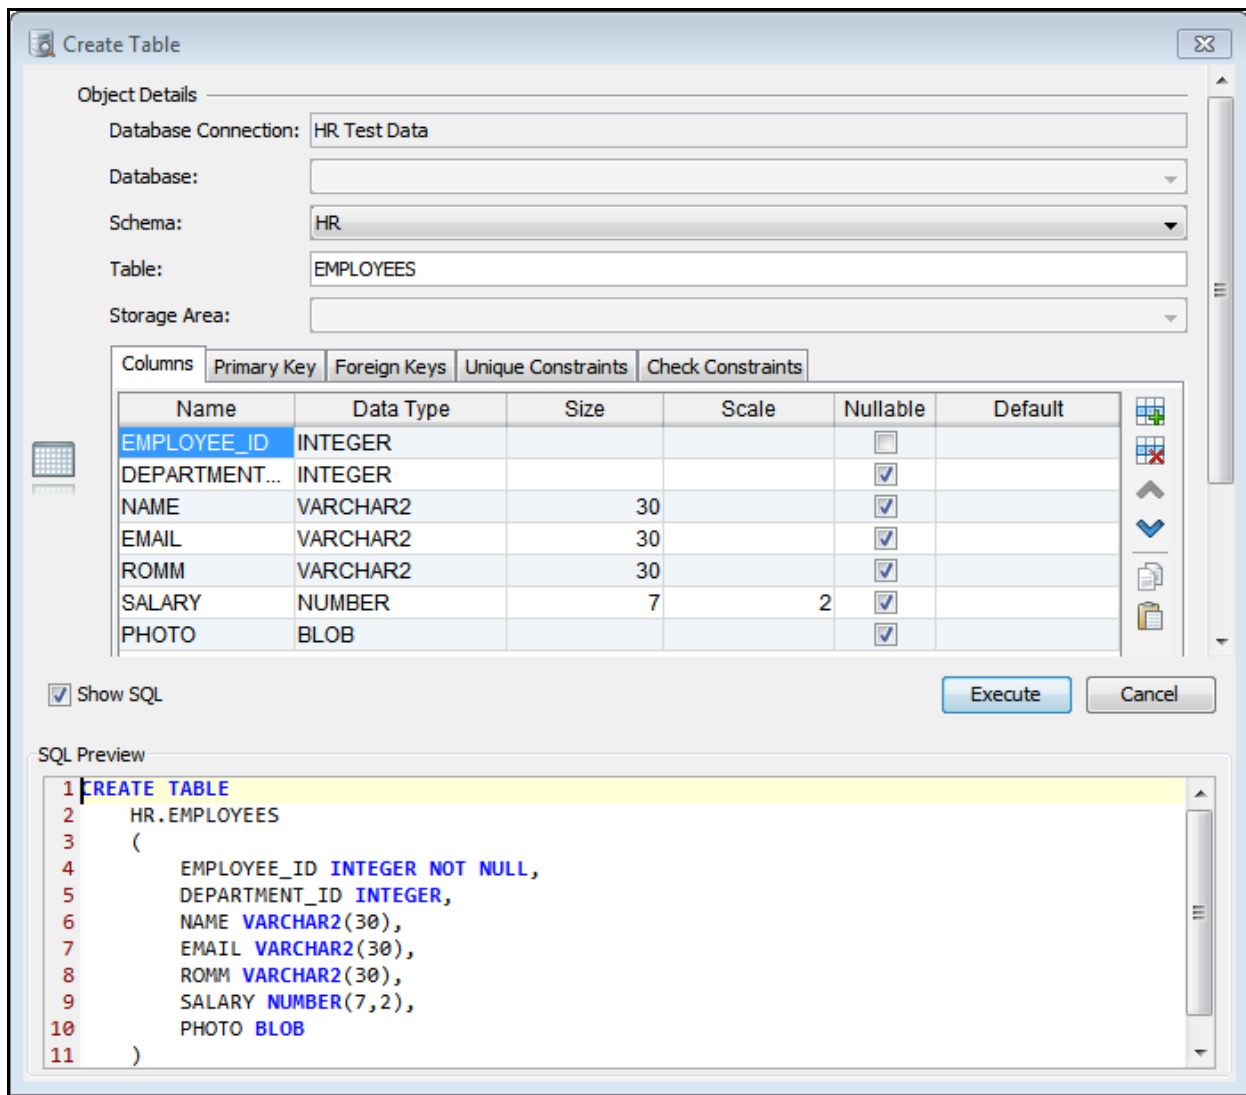 Create Table
Object Details
Database Connection: HR Test Data
Database:
Schema: HR
Table: EMPLOYEES
Storage Area:
Columns Primary Key Foreign Keys Unique Constraints Check Constraints
Name Data Type Size Scale Nullable Default
EMPLOYEE_ID INTEGER
DEPARTMENT... INTEGER
NAME VARCHAR2 30
EMAIL VARCHAR2 30
ROMM VARCHAR2 30
SALARY NUMBER 7 2
PHOTO BLOB
Show SQL Execute Cancel
SQL Preview
1 CREATE TABLE
2 HR.EMPLOYEES
3 (
4 EMPLOYEE_ID INTEGER NOT NULL,
5 DEPARTMENT_ID INTEGER,
6 NAME VARCHAR2(30),
7 EMAIL VARCHAR2(30),
8 ROMM VARCHAR2(30),
9 SALARY NUMBER(7,2),
10 PHOTO BLOB
11 )